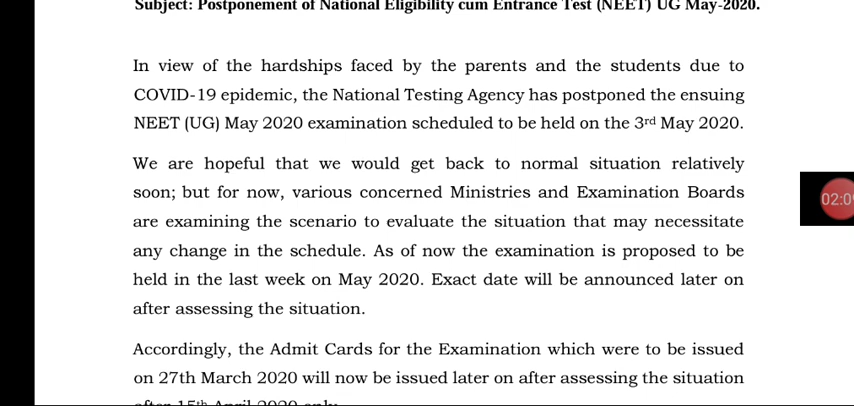 Subject: Postponement of National Eligibility cum Entrance Test (NEET) UG May-2020.
In view of the hardships faced by the parents and the students due to
COVID-19 epidemic, the National Testing Agency has postponed the ensuing
NEET (UG) May 2020 examination scheduled to be held on the 3rd May 2020.
We are hopeful that we would get back to normal situation relatively
soon; but for now, various concerned Ministries and Examination Boards
are examining the scenario to evaluate the situation that may necessitate
any change in the schedule. As of now the examination is proposed to be
held in the last week on May 2020. Exact date will be announced later on
after assessing the situation.
Accordingly, the Admit Cards for the Examination which were to be issued
on 27th March 2020 will now be issued later on after assessing the situation
after 15th April 2020 only.